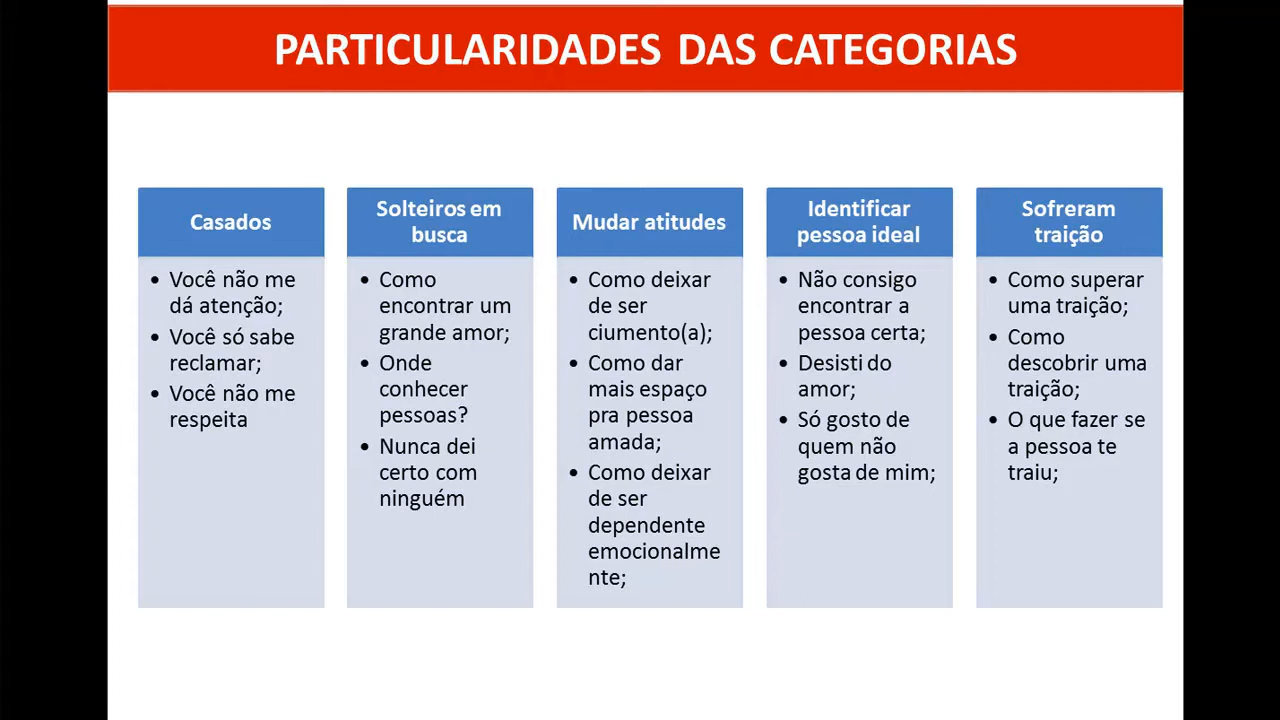 PARTICULARIDADES DAS CATEGORIAS
Casados
• Você não me
dá atenção;
• Você só sabe
reclamar;
• Você não me
respeita
Solteiros em
busca
• Como
encontrar um
grande amor;
• Onde
conhecer
pessoas?
• Nunca dei
certo com
ninguém
Mudar atitudes
• Como deixar
de ser
ciumento(a);
• Como dar
mais espaço
pra pessoa
amada;
• Como deixar
de ser
dependente
emocionalme
nte;
Identificar
pessoa ideal
• Não consigo
encontrar a
pessoa certa;
• Desisti do
amor;
• Só gosto de
quem não
gosta de mim;
Sofreram
traição
• Como superar
uma traição;
• Como
descobrir uma
traição;
• O que fazer se
a pessoa te
traiu;